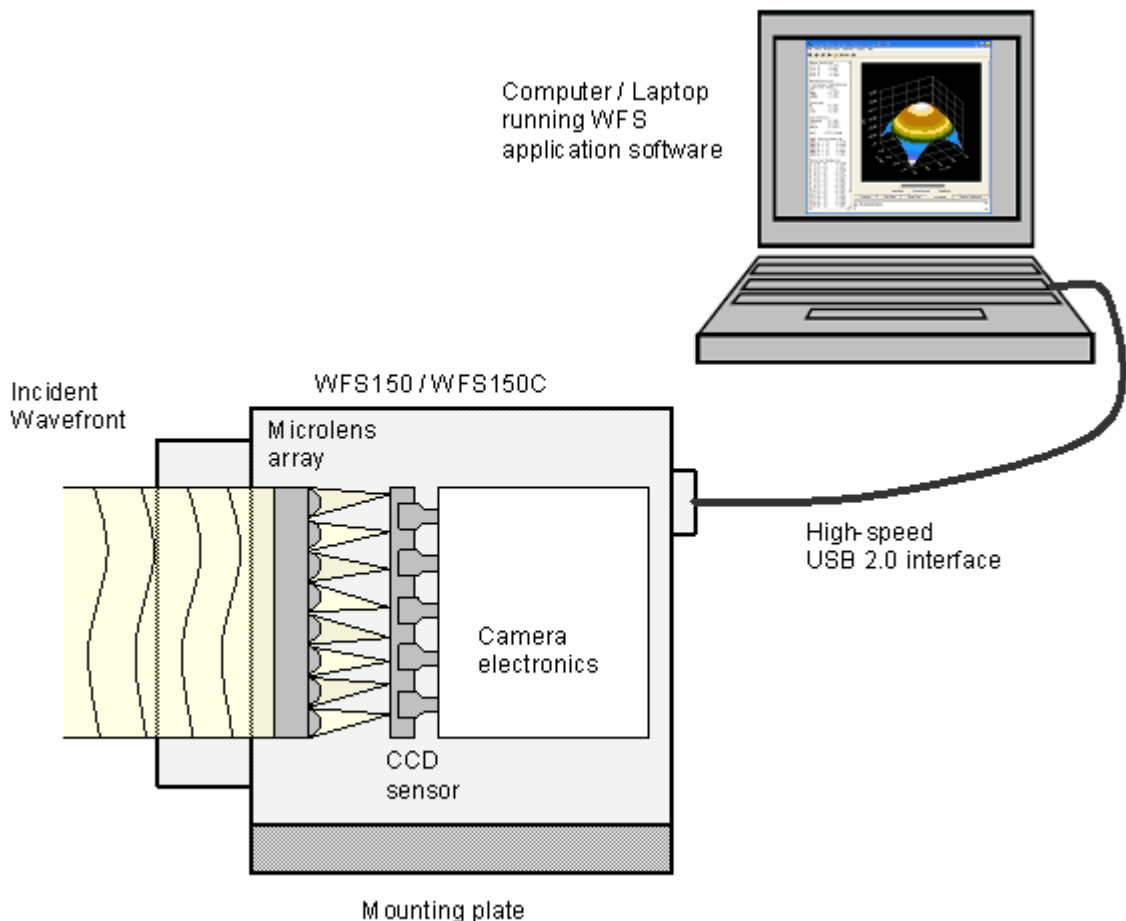 Computer / Laptop
running WFS
application software
Incident
Wavefront
WFS150 / WFS150C
Microlens
array
High-speed
USB 2.0 interface
Camera
electronics
CCD
sensor
Mounting plate